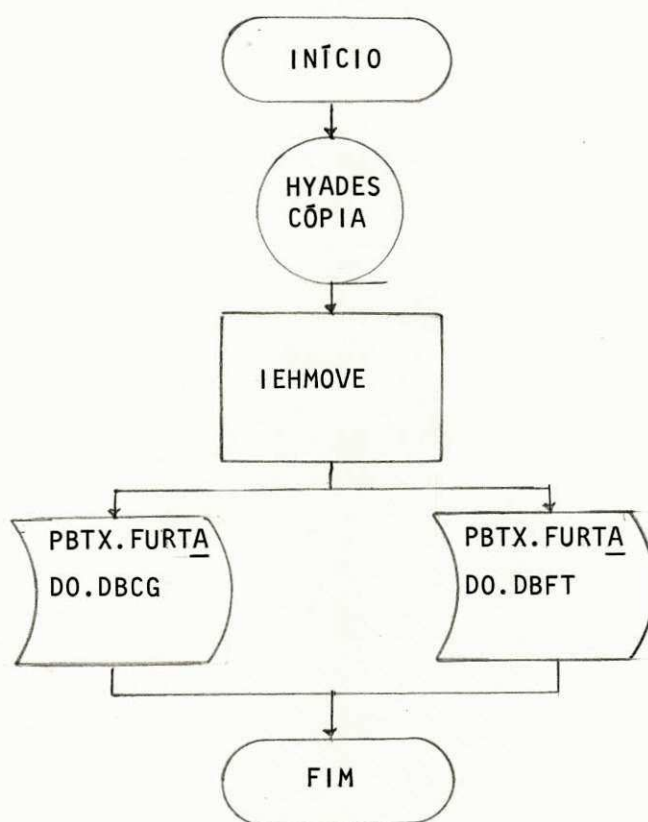 INÍCIO
HYADES
CÓPIA
IEHMOVE
PBTX.FURTA
DO.DBCG
PBTX.FURTA
DO.DBFT
FIM